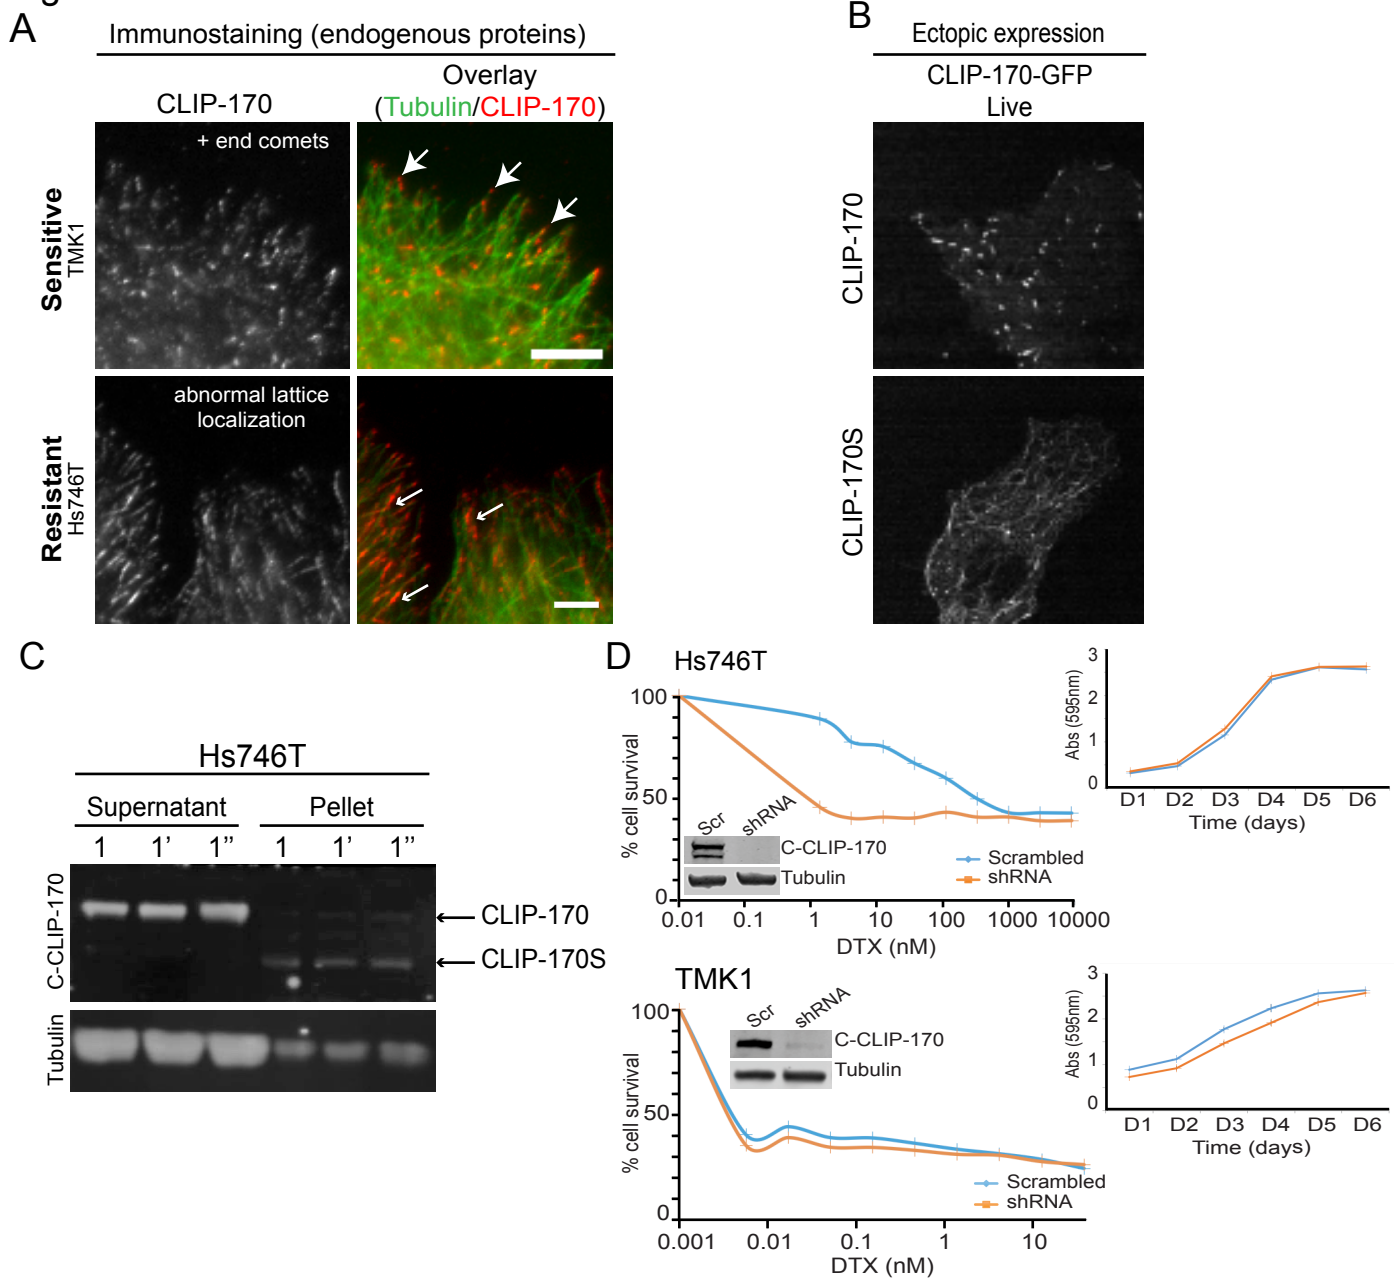 A
Immunostaining (endogenous proteins)
CLIP-170
Overlay
(Tubulin/CLIP-170)
Sensitive
TMK1
+ end comets
Resistant
Hs746T
abnormal lattice
localization
B
Ectopic expression
CLIP-170-GFP
Live
CLIP-170
CLIP-170S
C
Hs746T
Supernatant Pellet
1 1’ 1” 1 1’ 1”
C-CLIP-170
CLIP-170
CLIP-170S
Tubulin
D
Hs746T
% cell survival
100
50
0
Scr shRNA
C-CLIP-170
Tubulin
Scrambled
shRNA
0.01 0.1 1 10 100 1000 10000
DTX (nM)
Abs (595nm)
3
2
1
0
D1 D2 D3 D4 D5 D6
Time (days)
TMK1
% cell survival
100
50
0
Scr shRNA
C-CLIP-170
Tubulin
Scrambled
shRNA
0.001 0.01 0.1 1 10
DTX (nM)
Abs (595nm)
3
2
1
0
D1 D2 D3 D4 D5 D6
Time (days)